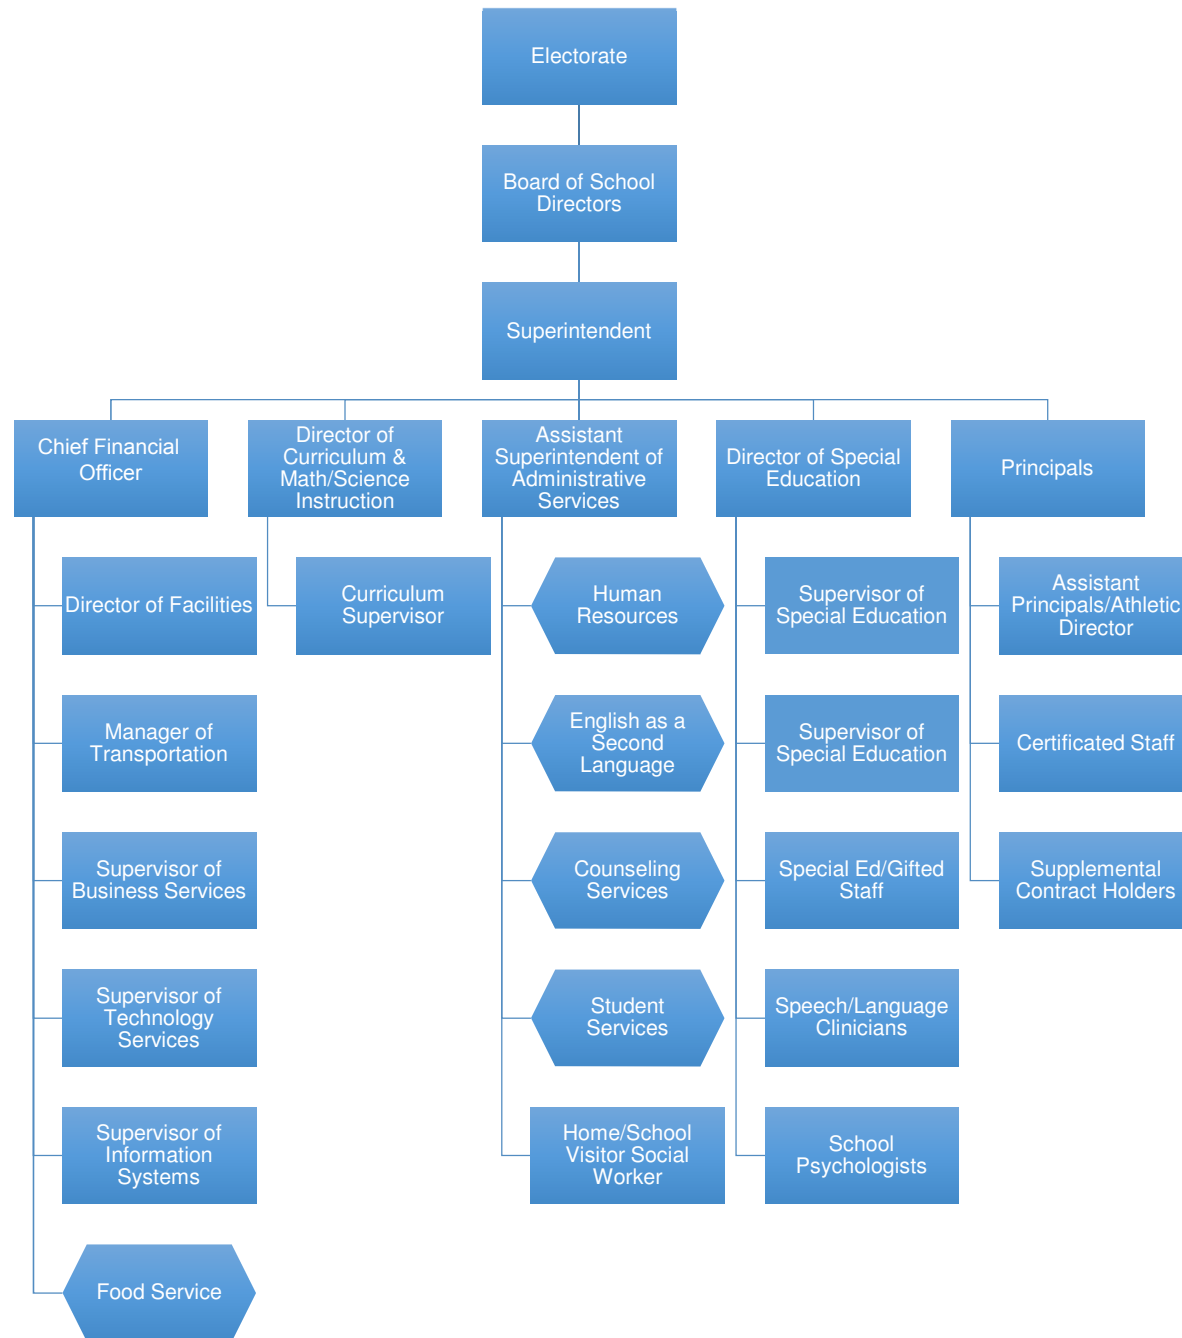 Electorate
Board of School
Directors
Superintendent
Chief Financial
Officer
Director of
Curriculum &
Math/Science
Instruction
Assistant
Superintendent of
Administrative
Services
Director of Special
Education
Principals
Director of Facilities
Manager of
Transportation
Supervisor of
Business Services
Supervisor of
Technology
Services
Supervisor of
Information
Systems
Food Service
Curriculum
Supervisor
Human
Resources
English as a
Second
Language
Counseling
Services
Student
Services
Home/School
Visitor Social
Worker
Supervisor of
Special Education
Supervisor of
Special Education
Special Ed/Gifted
Staff
Speech/Language
Clinicians
School
Psychologists
Assistant
Principals/Athletic
Director
Certificated Staff
Supplemental
Contract Holders